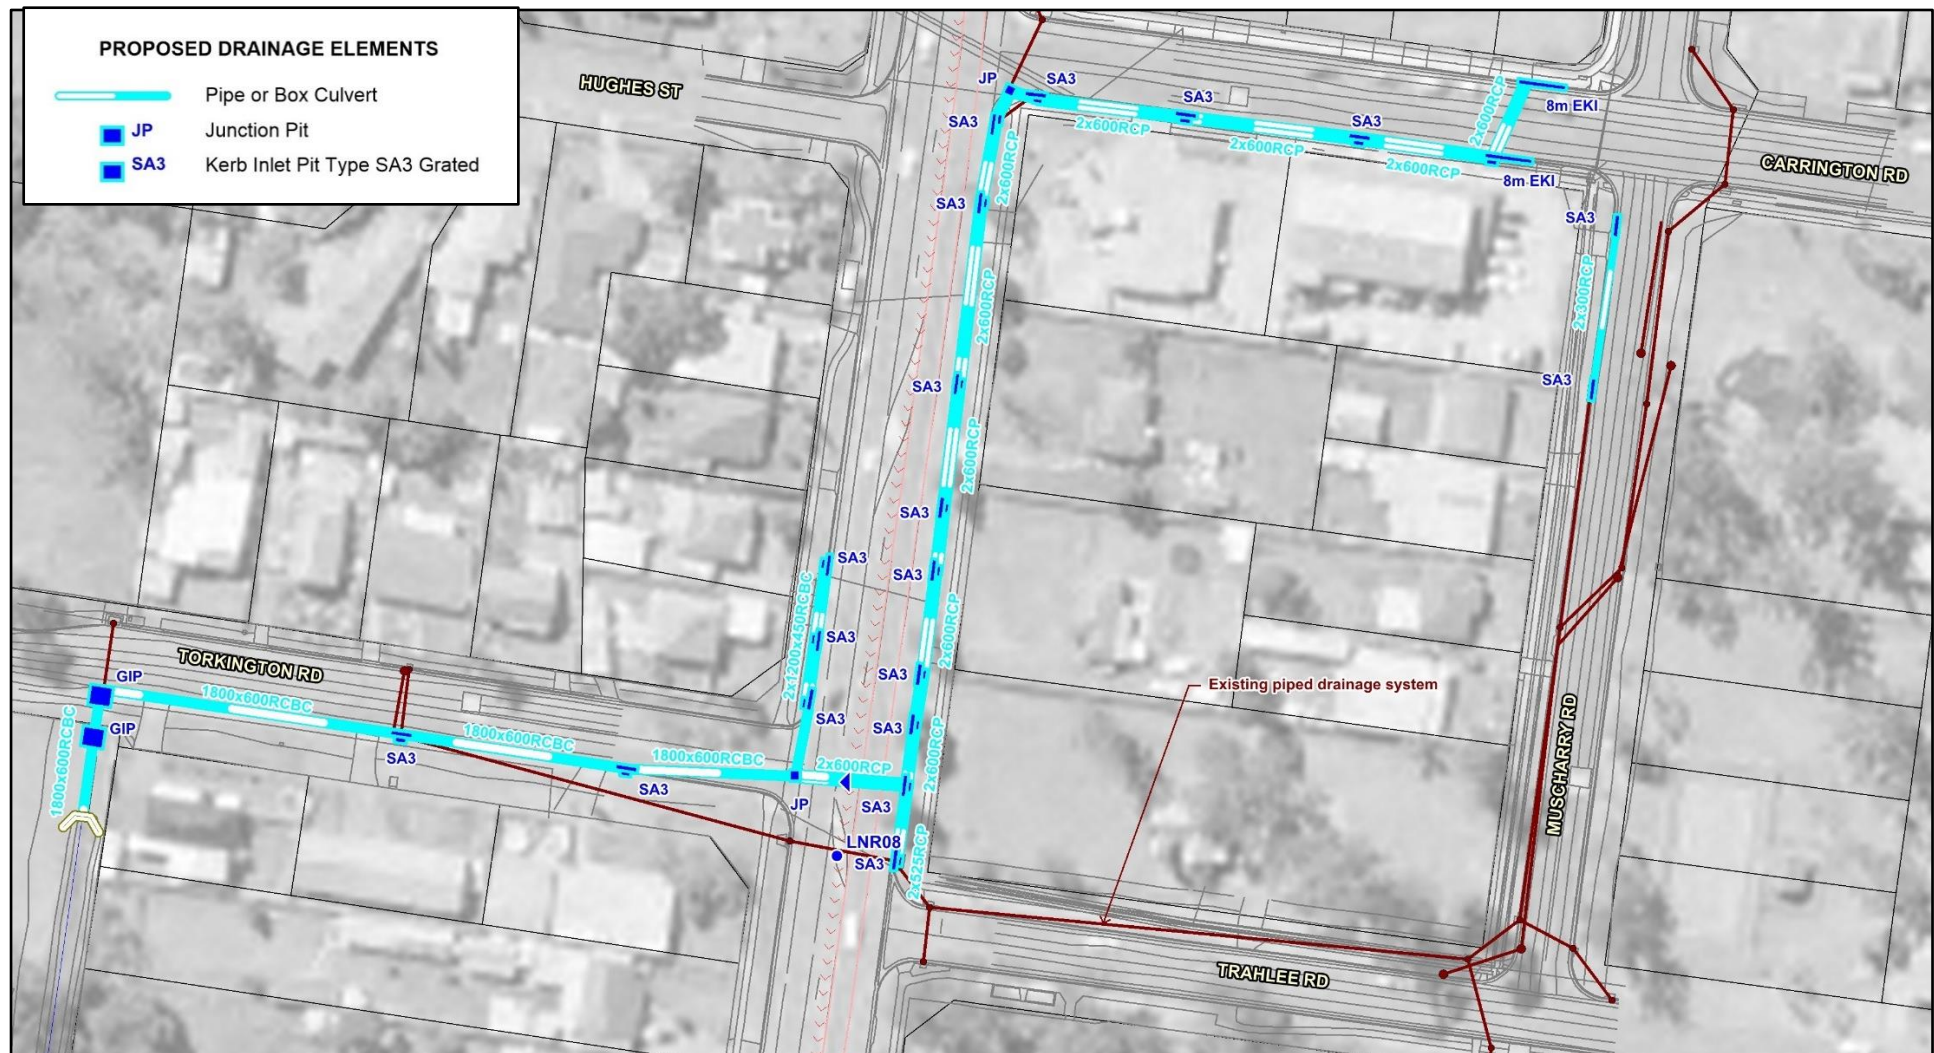 PROPOSED DRAINAGE ELEMENTS
Pipe or Box Culvert
JP Junction Pit
SA3 Kerb Inlet Pit Type SA3 Grated
HUGHES ST
JP
SA3
SA3
SA3
SA3
2x600RCP
2x600RCP
2x600RCP
2x600RCP
8m EKI
8m EKI
CARRINGTON RD
2x600RCP
SA3
SA3
2x300RCP
SA3
2x600RCP
SA3
2x600RCP
SA3
SA3
SA3
2x1200x450RCBC
SA3
SA3
2x600RCP
SA3
SA3
2x600RCP
TORKINGTON RD
GIP
GIP
1800x600RCBC
1800x600RCBC
1800x600RCBC
1800x600RCBC
2x600RCP
SA3
SA3
JP
SA3
LNR08
SA3
2x525RCP
Existing piped drainage system
MUSCHARRY RD
TRAHLEE RD